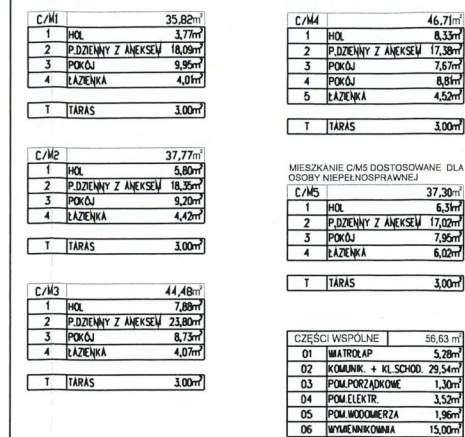 C/M1 35,82m²
1 HOL 3,77m²
2 P.DZIENNY Z ANEKSEM 18,09m²
3 POKÓJ 9,95m²
4 ŁAZIENKA 4,01m²
T TARAS 3.00m²
C/M2 37,77m²
1 HOL 5,80m²
2 P.DZIENNY Z ANEKSEM 18,35m²
3 POKÓJ 9,20m²
4 ŁAZIENKA 4,42m²
T TARAS 3.00m²
C/M3 44,48m²
1 HOL 7,88m²
2 P.DZIENNY Z ANEKSEM 23,80m²
3 POKÓJ 8,73m²
4 ŁAZIENKA 4,07m²
T TARAS 3.00m²
C/M4 46,71m²
1 HOL 8,33m²
2 P.DZIENNY Z ANEKSEM 17,38m²
3 POKÓJ 7,67m²
4 POKÓJ 8,81m²
5 ŁAZIENKA 4,52m²
T TARAS 3.00m²
MIESZKANIE C/M5 DOSTOSOWANE DLA
OSOBY NIEPEŁNOSPRAWNEJ
C/M5 37,30m²
1 HOL 6,31m²
2 P.DZIENNY Z ANEKSEM 17,02m²
3 POKÓJ 7,95m²
4 ŁAZIENKA 6,02m²
T TARAS 3.00m²
CZĘŚCI WSPÓLNE 56,63 m²
01 WIATROŁAP 5,28m²
02 KOMUNIK. + KL.SCHOD. 29,54m²
03 POM.PORZĄDKOWE 1,30m²
04 POM.ELEKTR. 3,52m²
05 POM.WODOMIERZA 1,96m²
06 WYMIENNIKOWNIA 15,00m²